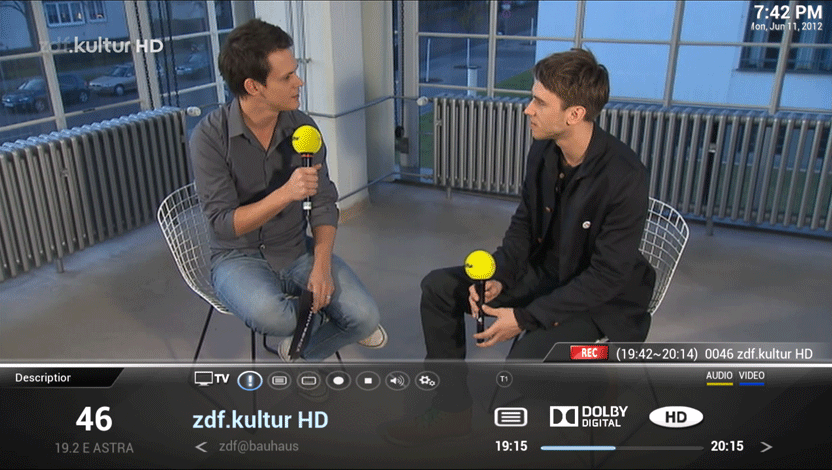 zdf.kultur HD
7:42 PM
on, Jun 11, 2012
REC (19:42~20:14) 0046 zdf.kultur HD
Descriptior
TV
AUDIO VIDEO
46
zdf.kultur HD
DOLBY
DIGITAL
HD
19.2 E ASTRA
< zdf@bauhaus
19:15
20:15 >